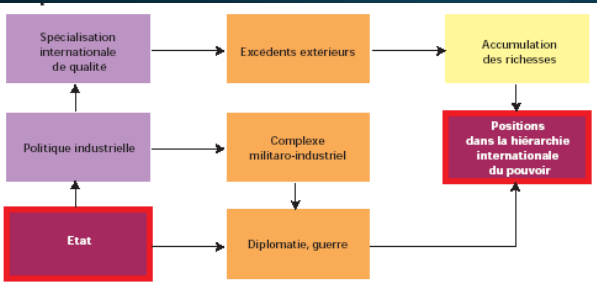 Spécialisation
internationale
de qualité
Excédents extérieurs
Accumulation
des richesses
Politique industrielle
Complexe
militaro-industriel
Positions
dans la hiérarchie
internationale
du pouvoir
Etat
Diplomatie, guerre